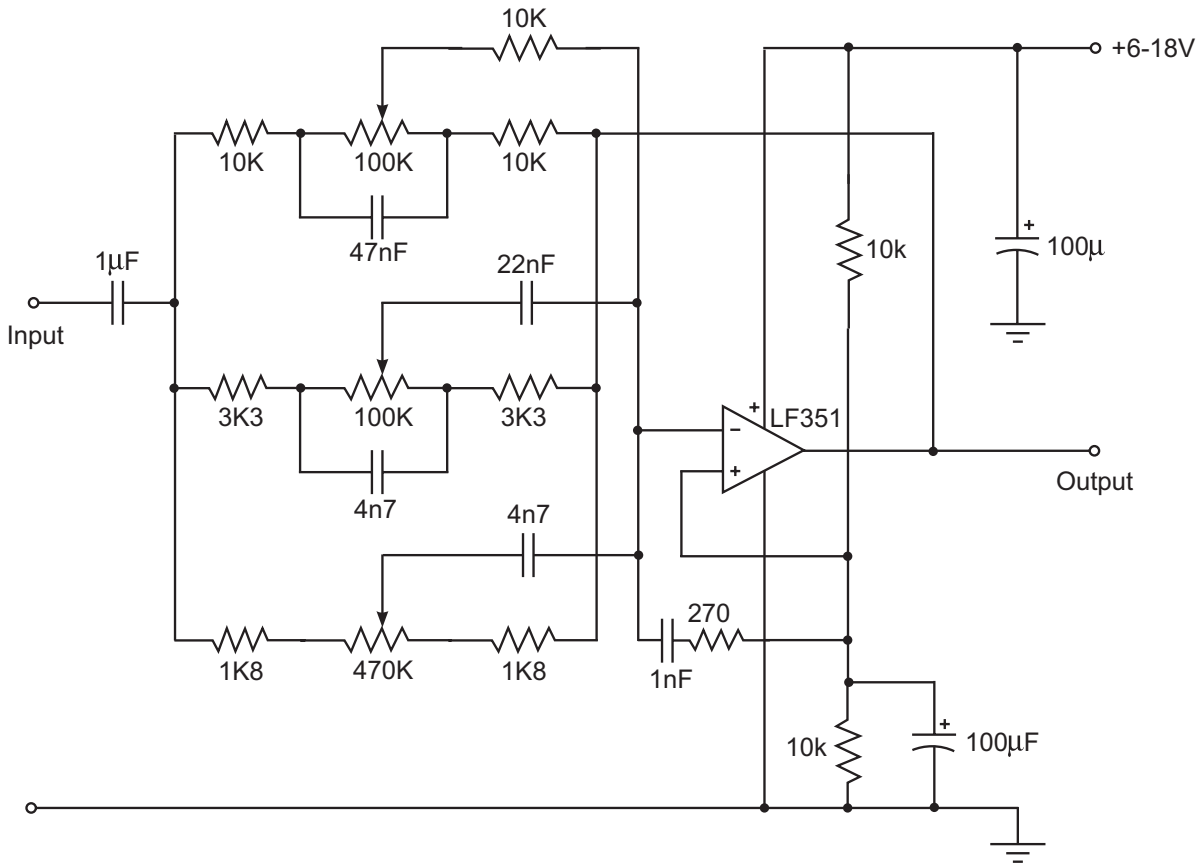 10K
+6-18V
10K
100K
10K
47nF
10k
+
100µ
1µF
22nF
Input
3K3
100K
3K3
+
LF351
−
+
4n7
Output
4n7
270
1K8
470K
1K8
1nF
+
10k
100µF